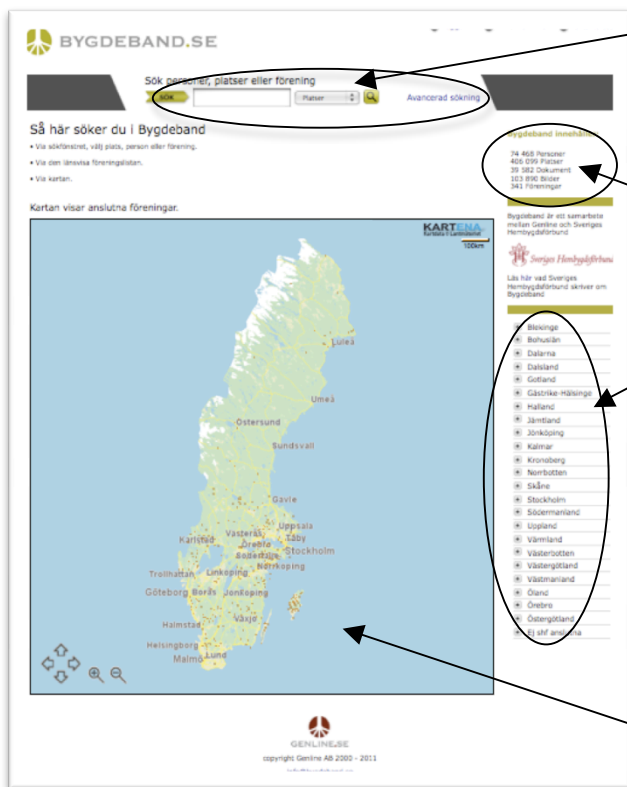 BYGDEBAND.SE
Sök personer, platser eller förening
SÖK
Platser
Avancerad sökning
Så här söker du i Bygdeband
• Via sökfönstret, välj plats, person eller förening.
• Via den länsvisa föreningslistan.
• Via kartan.
Kartan visar anslutna föreningar.
KARTENA
Kartdata © Lantmäteriet
100km
Luleå
Umeå
Östersund
Sundsvall
Gävle
Uppsala
Västerås
Täby
Karlstad
Örebro
Stockholm
Södertälje
Norrköping
Trollhättan
Linköping
Göteborg
Borås
Jönköping
Växjö
Halmstad
Helsingborg
Lund
Malmö
Bygdeband innehåller
74 468 Personer
406 099 Platser
39 582 Dokument
103 890 Bilder
341 Föreningar
Bygdeband är ett samarbete
mellan Genline och Sveriges
Hembygdsförbund
Sveriges Hembygdsförbund
Läs här vad Sveriges
Hembygdsförbund skriver om
Bygdeband
Blekinge
Bohuslän
Dalarna
Dalsland
Gotland
Gästrike-Hälsinge
Halland
Jämtland
Jönköping
Kalmar
Kronoberg
Norrbotten
Skåne
Stockholm
Södermanland
Uppland
Värmland
Västerbotten
Västergötland
Västmanland
Öland
Örebro
Östergötland
Ej shf anslutna
GENLINE.SE
copyright Genline AB 2000 - 2011